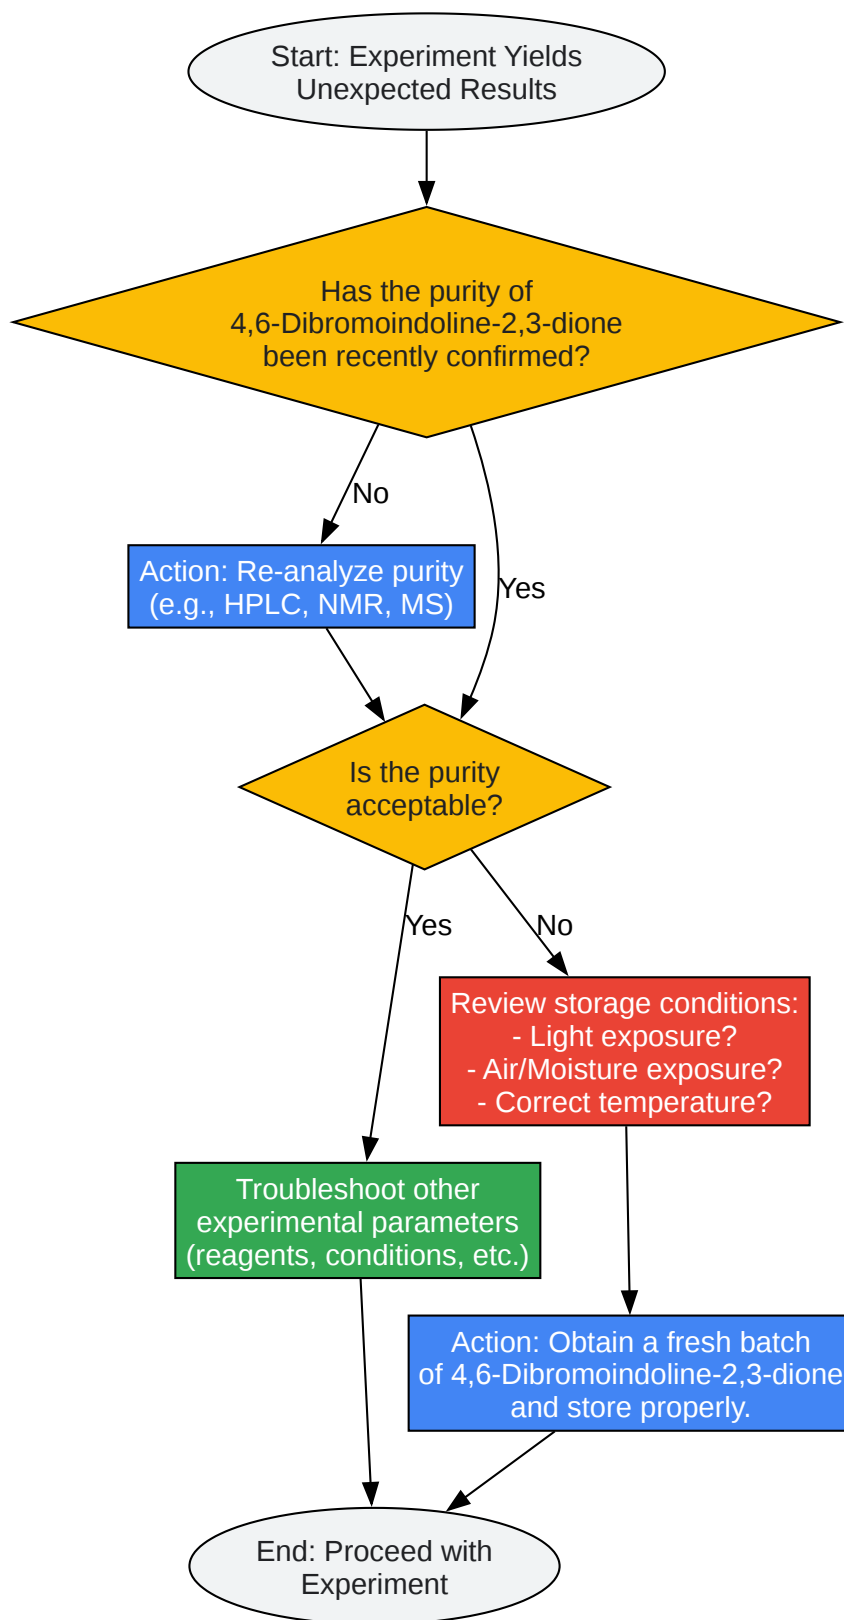 Start: Experiment Yields
Unexpected Results
Has the purity of
4,6-Dibromoindoline-2,3-dione
been recently confirmed?
No
Action: Re-analyze purity
(e.g., HPLC, NMR, MS)
Yes
Is the purity
acceptable?
Yes
No
Review storage conditions:
- Light exposure?
- Air/Moisture exposure?
- Correct temperature?
Troubleshoot other
experimental parameters
(reagents, conditions, etc.)
Action: Obtain a fresh batch
of 4,6-Dibromoindoline-2,3-dione
and store properly.
End: Proceed with
Experiment